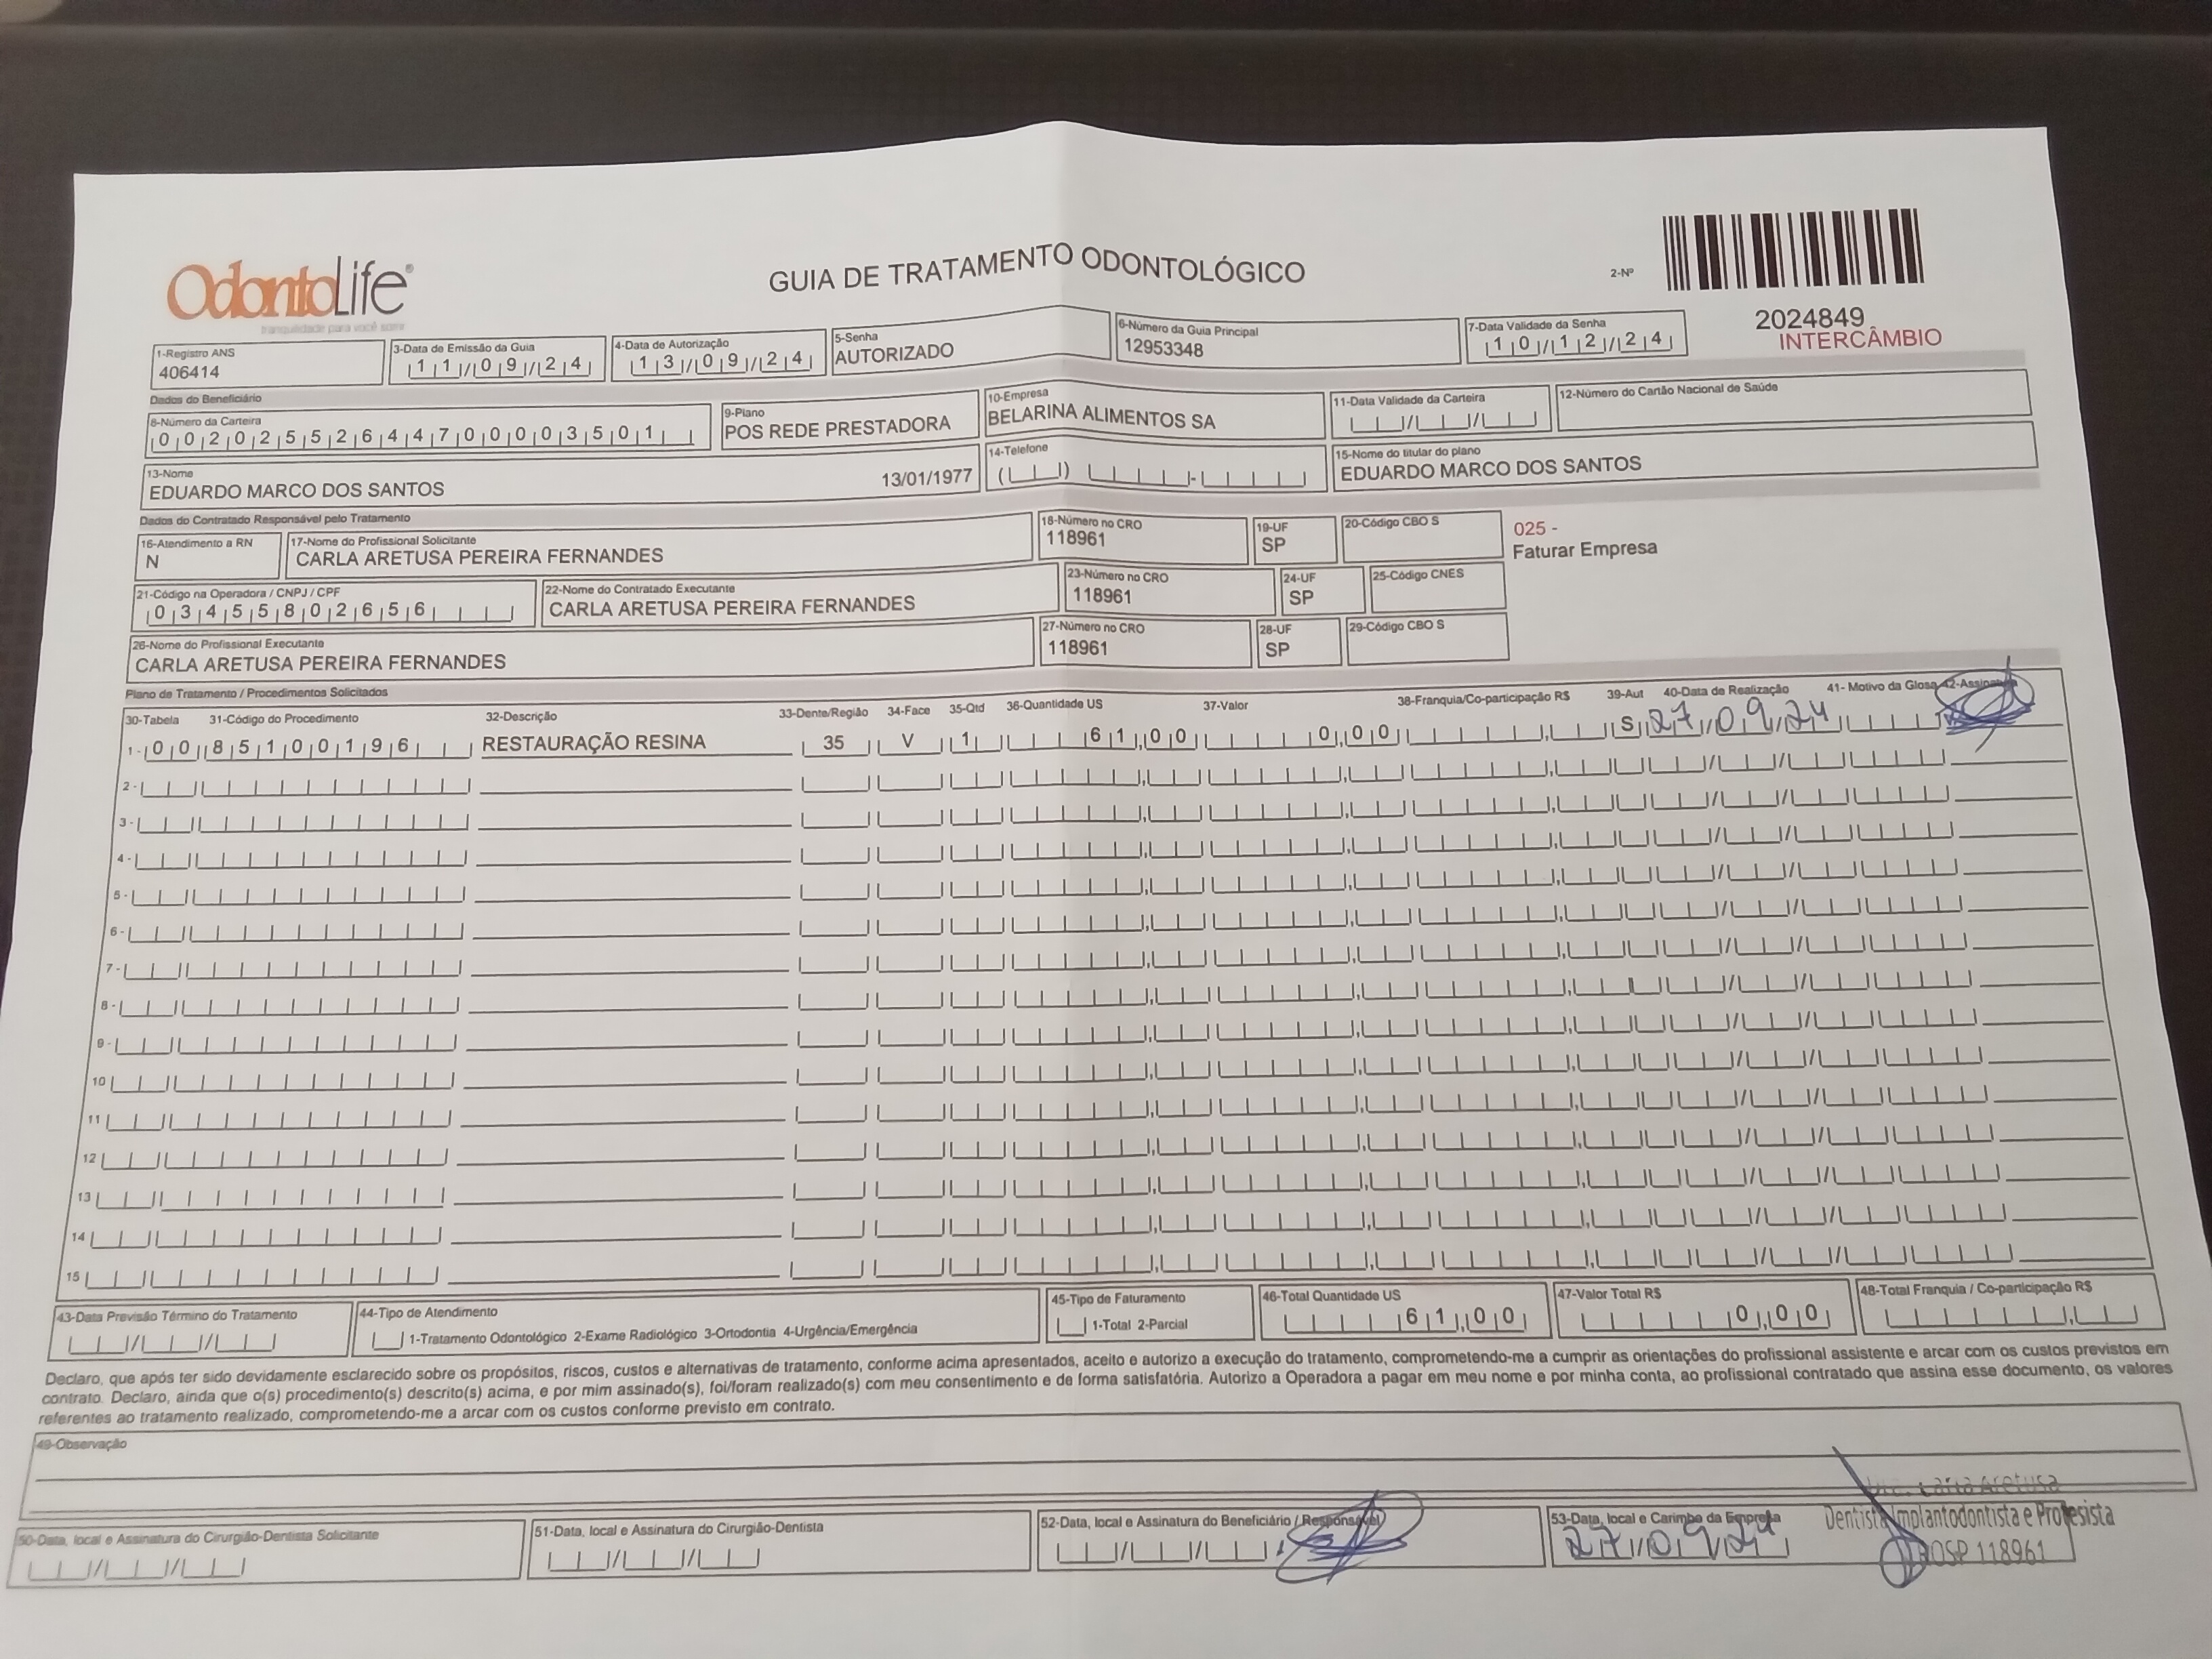 OdontoLife®
tranquilidade para você sorrir
GUIA DE TRATAMENTO ODONTOLÓGICO
2-Nº
2024849
INTERCÂMBIO
1-Registro ANS
406414
3-Data de Emissão da Guia
11/09/24
4-Data de Autorização
13/09/24
5-Senha
AUTORIZADO
6-Número da Guia Principal
12953348
7-Data Validade da Senha
10/12/24
Dados do Beneficiário
8-Número da Carteira
00202552644700003501
9-Plano
POS REDE PRESTADORA
10-Empresa
BELARINA ALIMENTOS SA
11-Data Validade da Carteira
12-Número do Cartão Nacional de Saúde
13-Nome
EDUARDO MARCO DOS SANTOS 13/01/1977
14-Telefone
15-Nome do titular do plano
EDUARDO MARCO DOS SANTOS
Dados do Contratado Responsável pelo Tratamento
16-Atendimento a RN
N
17-Nome do Profissional Solicitante
CARLA ARETUSA PEREIRA FERNANDES
18-Número no CRO
118961
19-UF
SP
20-Código CBO S
025 -
Faturar Empresa
21-Código na Operadora / CNPJ / CPF
03455802656
22-Nome do Contratado Executante
CARLA ARETUSA PEREIRA FERNANDES
23-Número no CRO
118961
24-UF
SP
25-Código CNES
26-Nome do Profissional Executante
CARLA ARETUSA PEREIRA FERNANDES
27-Número no CRO
118961
28-UF
SP
29-Código CBO S
Plano de Tratamento / Procedimentos Solicitados
30-Tabela 31-Código do Procedimento 32-Descrição 33-Dente/Região 34-Face 35-Qtd 36-Quantidade US 37-Valor 38-Franquia/Co-participação R$ 39-Aut 40-Data de Realização 41- Motivo da Glosa 42-Assinatura
1- 00 85100196 RESTAURAÇÃO RESINA 35 V 1 61,00 0,00 S 27/09/24
2-
3-
4-
5-
6-
7-
8-
9-
10
11
12
13
14
15
43-Data Previsão Término do Tratamento
44-Tipo de Atendimento
1-Tratamento Odontológico 2-Exame Radiológico 3-Ortodontia 4-Urgência/Emergência
45-Tipo de Faturamento
1-Total 2-Parcial
46-Total Quantidade US
61,00
47-Valor Total R$
0,00
48-Total Franquia / Co-participação R$
Declaro, que após ter sido devidamente esclarecido sobre os propósitos, riscos, custos e alternativas de tratamento, conforme acima apresentados, aceito e autorizo a execução do tratamento, comprometendo-me a cumprir as orientações do profissional assistente e arcar com os custos previstos em
contrato. Declaro, ainda que o(s) procedimento(s) descrito(s) acima, e por mim assinado(s), foi/foram realizado(s) com meu consentimento e de forma satisfatória. Autorizo a Operadora a pagar em meu nome e por minha conta, ao profissional contratado que assina esse documento, os valores
referentes ao tratamento realizado, comprometendo-me a arcar com os custos conforme previsto em contrato.
49-Observação
50-Data, local e Assinatura do Cirurgião-Dentista Solicitante
51-Data, local e Assinatura do Cirurgião-Dentista
52-Data, local e Assinatura do Beneficiário / Responsável
53-Data, local e Carimbo da Empresa
27/09/24
Carla Aretusa
Dentista Implantodontista e Protesista
CROSP 118961